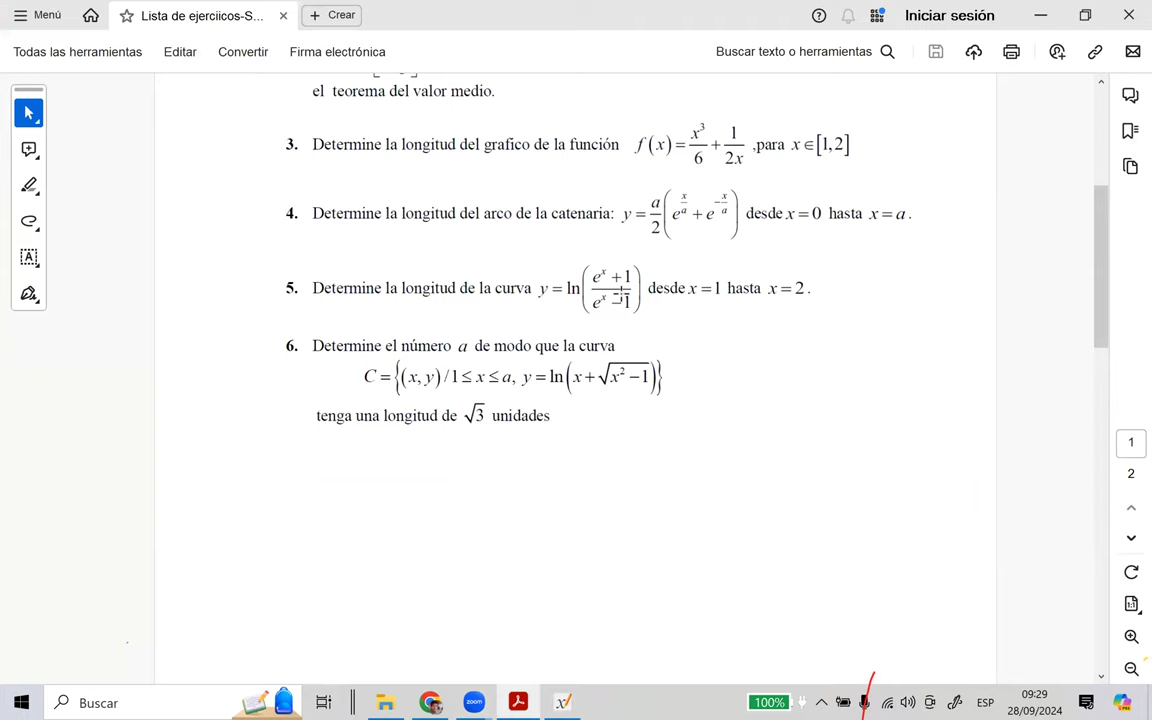 Menú
Lista de ejerciicos-S...
Crear
Iniciar sesión
Todas las herramientas
Editar
Convertir
Firma electrónica
Buscar texto o herramientas
el teorema del valor medio.
3. Determine la longitud del grafico de la función f(x) = x³/6 + 1/2x ,para x∈[1,2]
4. Determine la longitud del arco de la catenaria: y = a/2 (e^(x/a) + e^(-x/a)) desde x = 0 hasta x = a.
5. Determine la longitud de la curva y = ln((e^x + 1)/(e^x − 1)) desde x = 1 hasta x = 2.
6. Determine el número a de modo que la curva
C = {(x, y) / 1 ≤ x ≤ a, y = ln(x + √(x² − 1))}
tenga una longitud de √3 unidades
1
2
Buscar
zoom
100%
ESP
09:29
28/09/2024